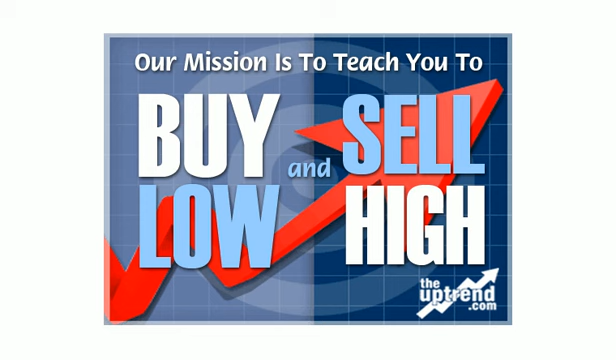 Our Mission Is To Teach You To
BUY
LOW
and
SELL
HIGH
the
uptrend
.com